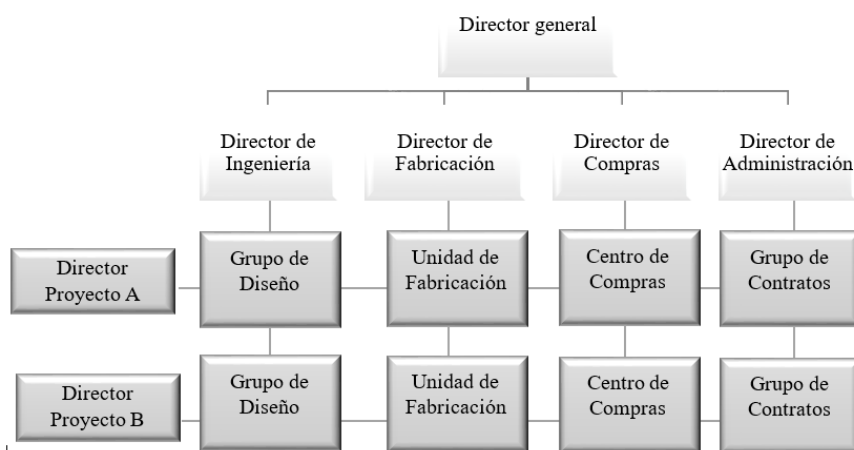 Director general
Director de
Ingeniería
Director de
Fabricación
Director de
Compras
Director de
Administración
Director
Proyecto A
Grupo de
Diseño
Unidad de
Fabricación
Centro de
Compras
Grupo de
Contratos
Director
Proyecto B
Grupo de
Diseño
Unidad de
Fabricación
Centro de
Compras
Grupo de
Contratos